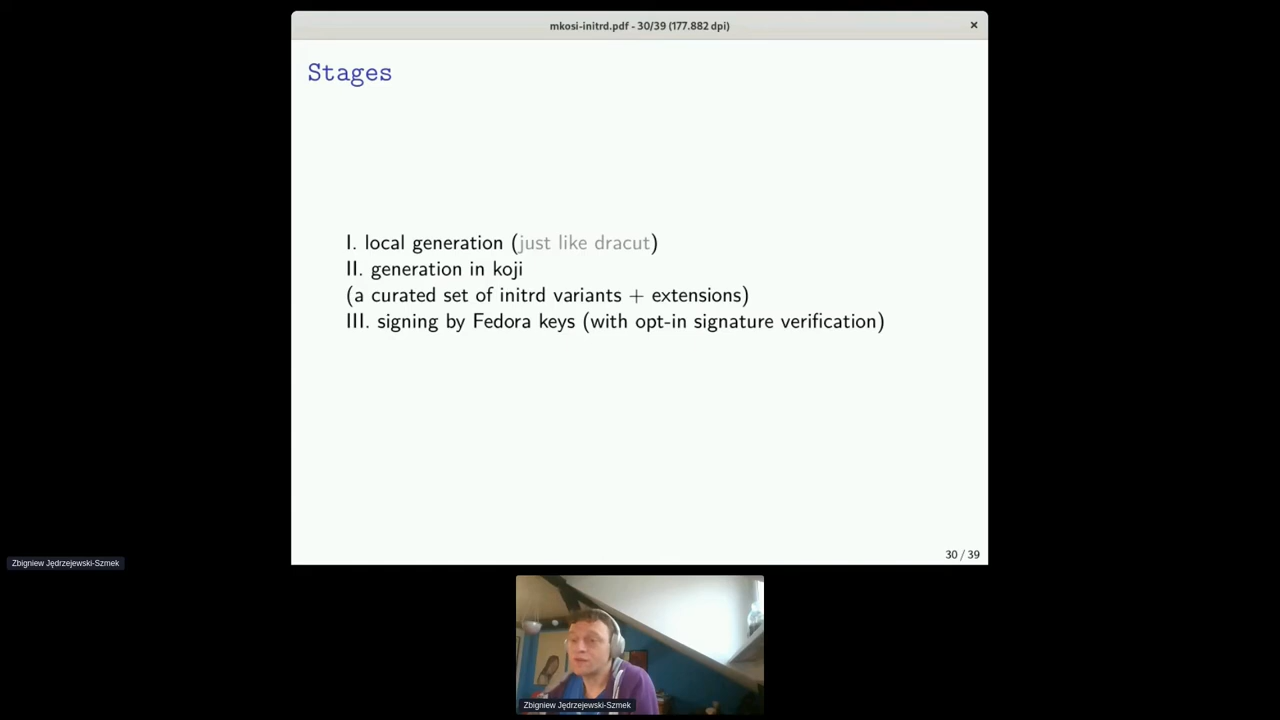 mkosi-initrd.pdf - 30/39 (177.882 dpi)
×
Stages
I. local generation (just like dracut)
II. generation in koji
(a curated set of initrd variants + extensions)
III. signing by Fedora keys (with opt-in signature verification)
30 / 39
Zbigniew Jędrzejewski-Szmek
Zbigniew Jędrzejewski-Szmek